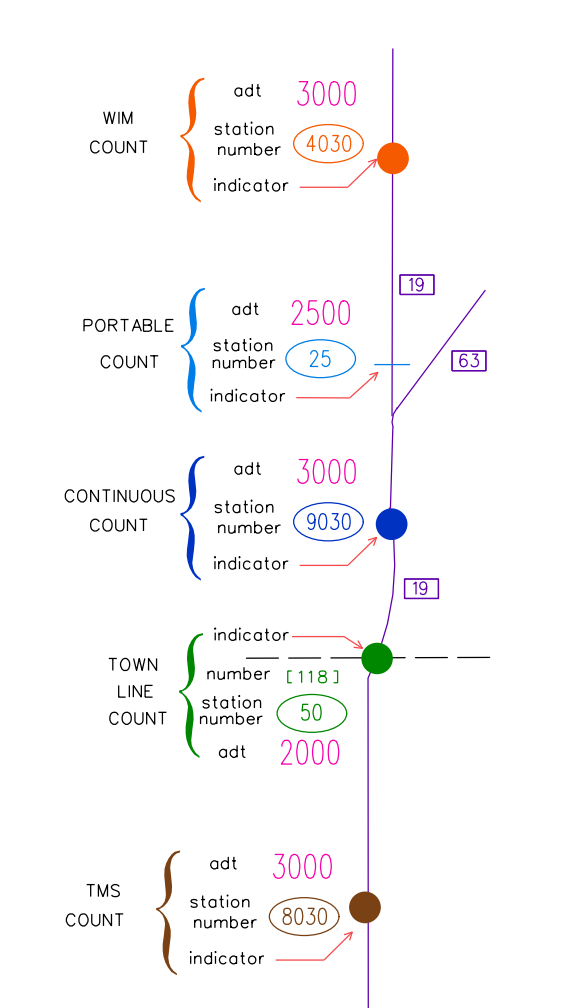 adt 3000
WIM
COUNT
station
number 4030
indicator
19
PORTABLE
COUNT
adt 2500
station
number 25
indicator
63
CONTINUOUS
COUNT
adt 3000
station
number 9030
indicator
19
TOWN
LINE
COUNT
indicator
number [118]
station
number 50
adt 2000
TMS
COUNT
adt 3000
station
number 8030
indicator